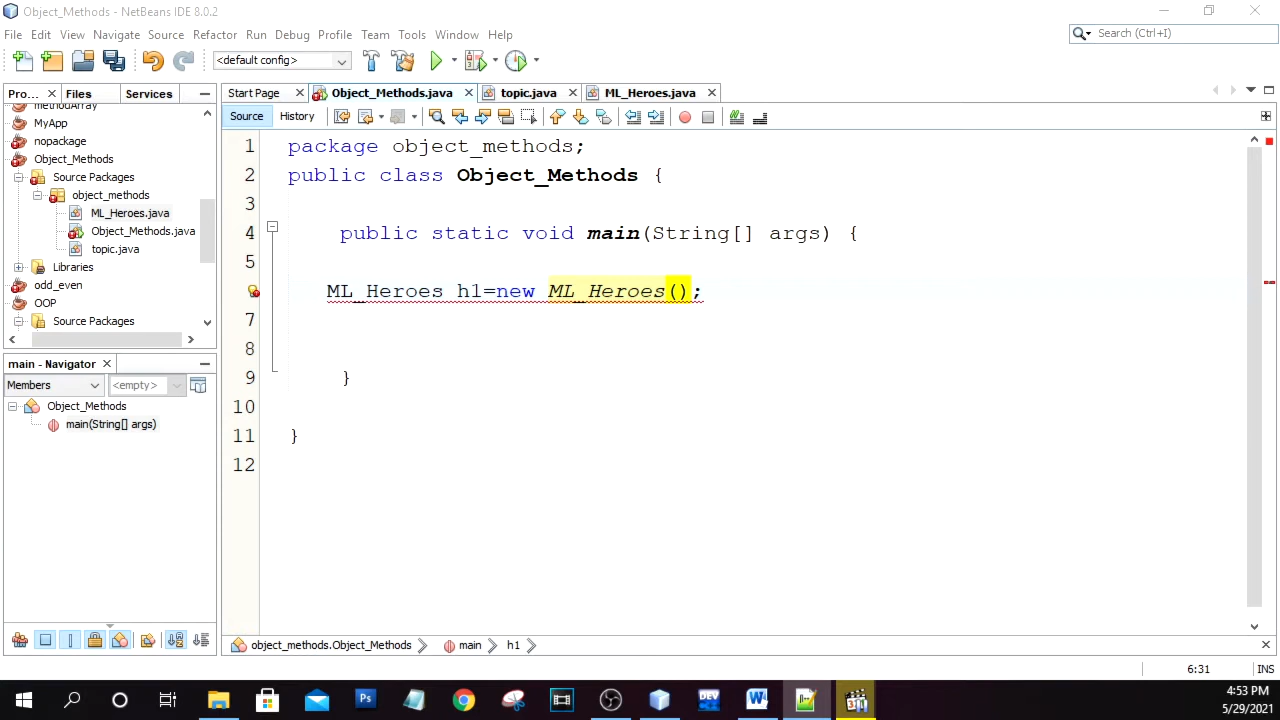 Object_Methods - NetBeans IDE 8.0.2
File Edit View Navigate Source Refactor Run Debug Profile Team Tools Window Help
Search (Ctrl+I)
<default config>
Pro... Files Services
Start Page Object_Methods.java topic.java ML_Heroes.java
Source History
methodArray
MyApp
nopackage
Object_Methods
Source Packages
object_methods
ML_Heroes.java
Object_Methods.java
topic.java
Libraries
odd_even
OOP
Source Packages
main - Navigator
Members <empty>
Object_Methods
main(String[] args)
1 package object_methods;
2 public class Object_Methods {
3
4 public static void main(String[] args) {
5
ML_Heroes h1=new ML_Heroes();
7
8
9 }
10
11 }
12
object_methods.Object_Methods main h1
6:31 INS
Ps
DEV
W
321
4:53 PM
5/29/2021